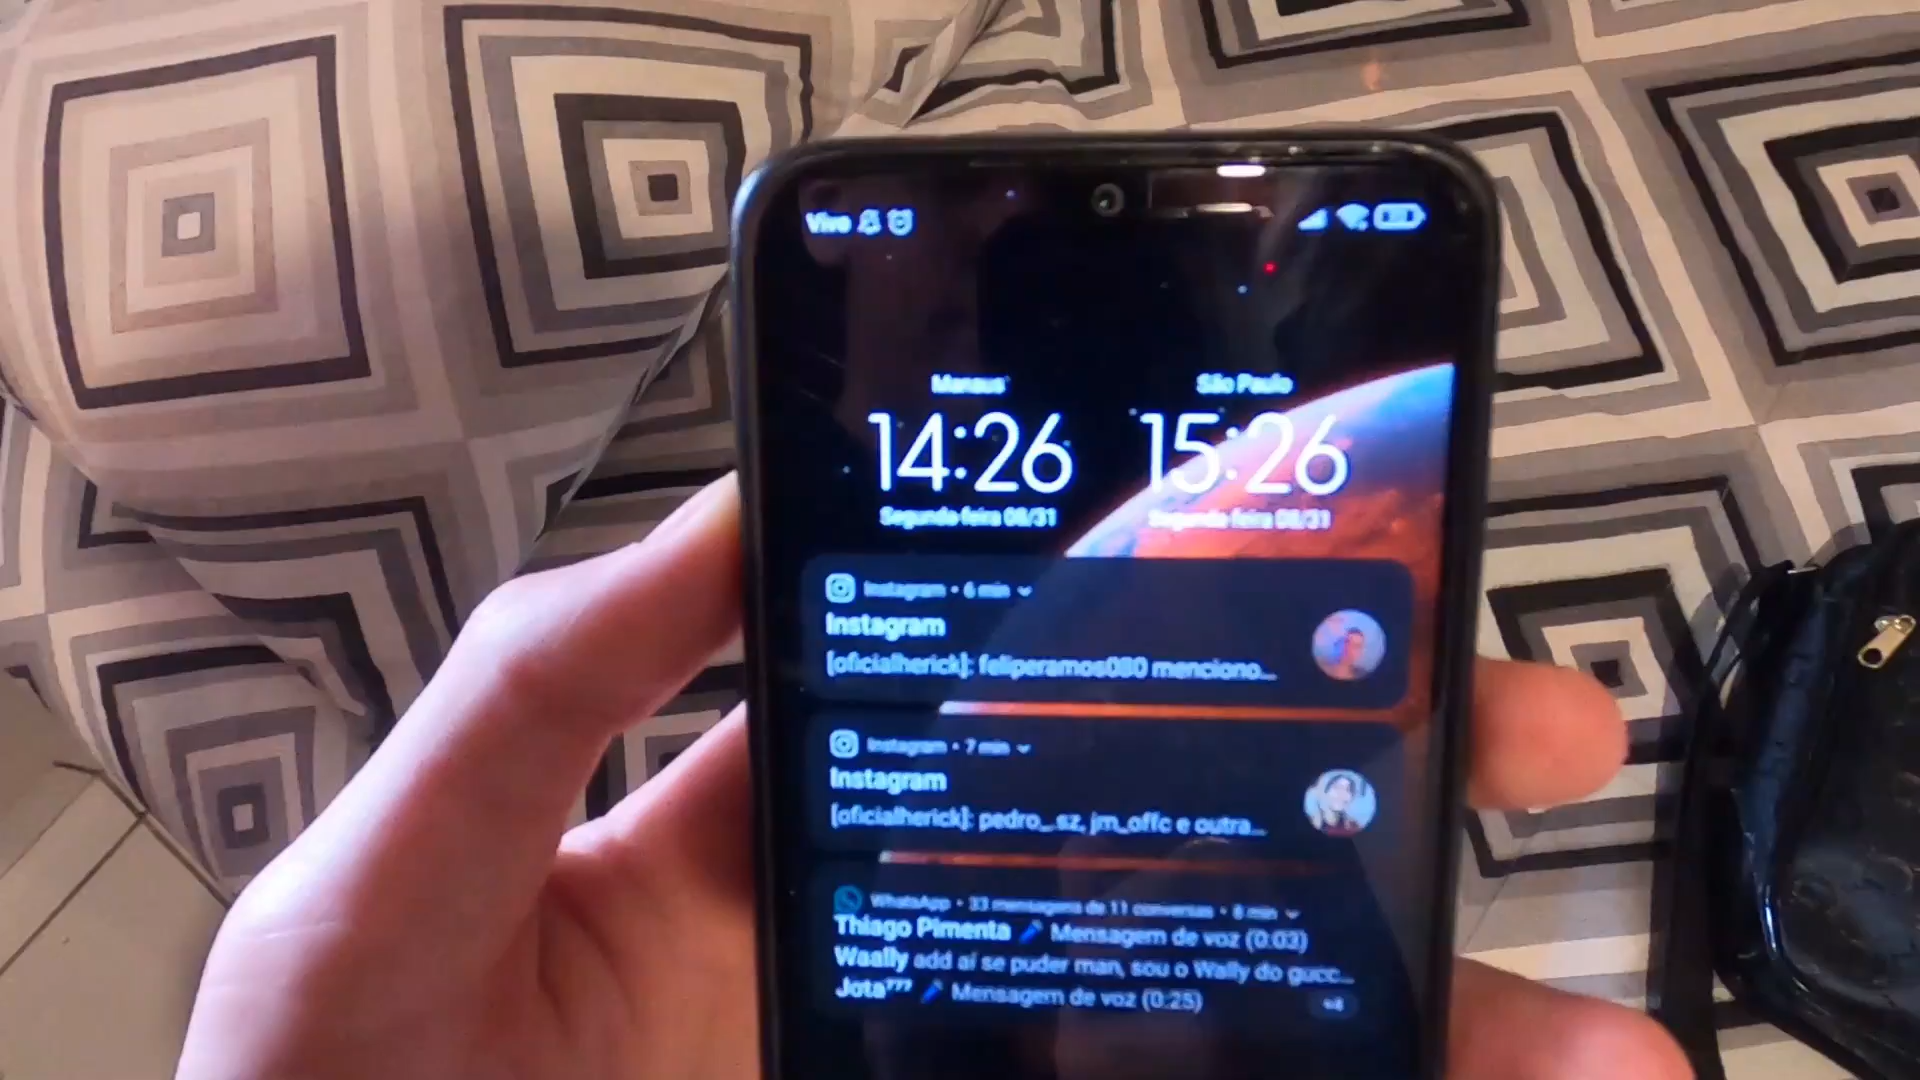 Vivo
Manaus
São Paulo
14:26
15:26
Segunda-feira 08/31
Segunda-feira 08/31
Instagram • 6 min
Instagram
[oficialherick]: feliperamos080 menciono...
Instagram • 7 min
Instagram
[oficialherick]: pedro_.sz, jm_offc e outra...
WhatsApp • 33 mensagens de 11 conversas • 8 min
Thiago Pimenta 🎤 Mensagem de voz (0:03)
Waally add aí se puder man, sou o Wally do gucc...
Jota⁷⁷⁷ 🎤 Mensagem de voz (0:25)